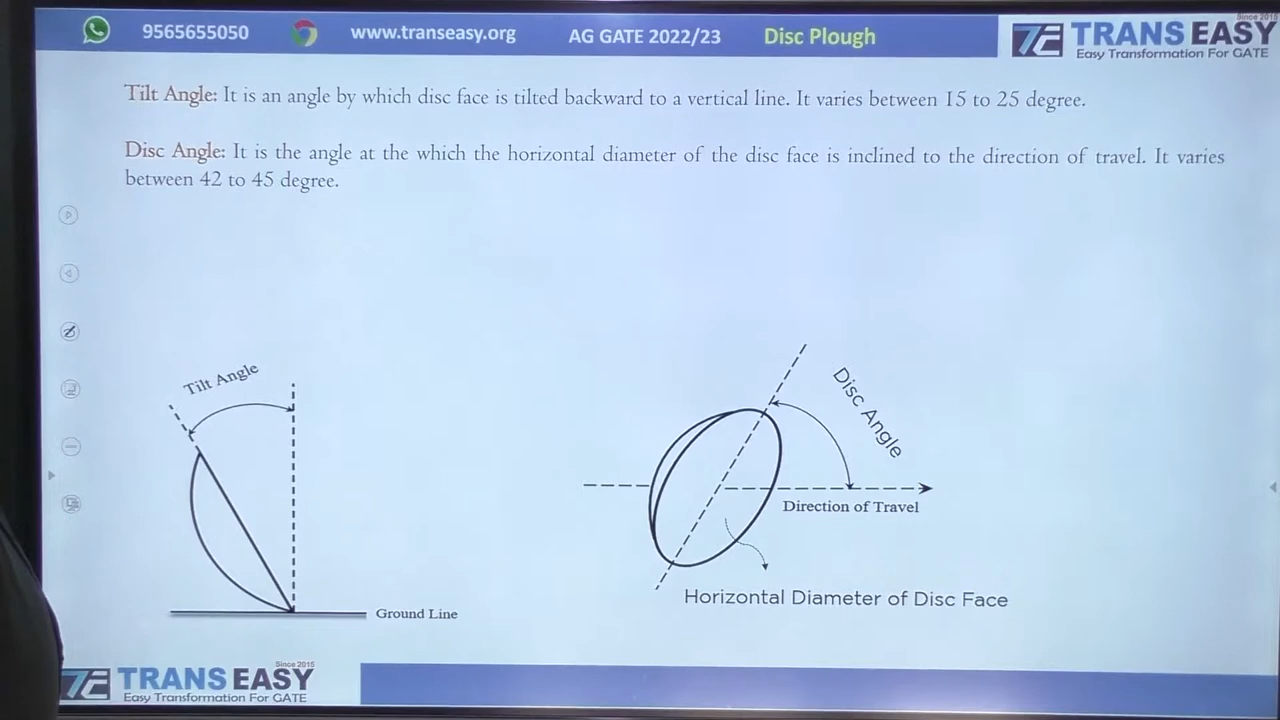 9565655050 www.transeasy.org AG GATE 2022/23 Disc Plough
Since 2015
TRANS EASY
Easy Transformation For GATE
Tilt Angle: It is an angle by which disc face is tilted backward to a vertical line. It varies between 15 to 25 degree.
Disc Angle: It is the angle at the which the horizontal diameter of the disc face is inclined to the direction of travel. It varies
between 42 to 45 degree.
Tilt Angle
Ground Line
Disc Angle
Direction of Travel
Horizontal Diameter of Disc Face
Since 2015
TRANS EASY
Easy Transformation For GATE